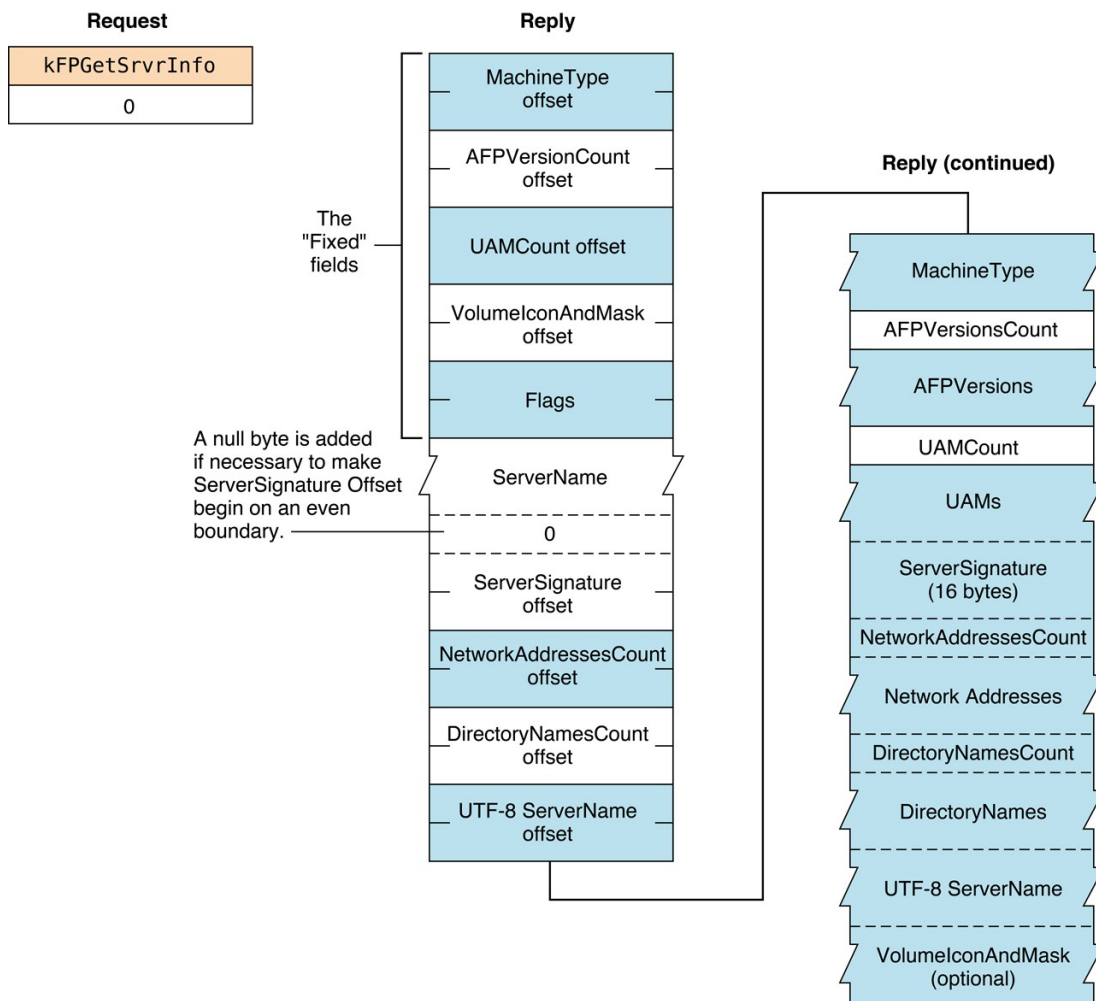 Request
kFPGetSrvrInfo
0
Reply
MachineType
offset
AFPVersionCount
offset
UAMCount offset
VolumeIconAndMask
offset
Flags
The
"Fixed"
fields
A null byte is added
if necessary to make
ServerSignature Offset
begin on an even
boundary.
ServerName
0
ServerSignature
offset
NetworkAddressesCount
offset
DirectoryNamesCount
offset
UTF-8 ServerName
offset
Reply (continued)
MachineType
AFPVersionsCount
AFPVersions
UAMCount
UAMs
ServerSignature
(16 bytes)
NetworkAddressesCount
Network Addresses
DirectoryNamesCount
DirectoryNames
UTF-8 ServerName
VolumeIconAndMask
(optional)